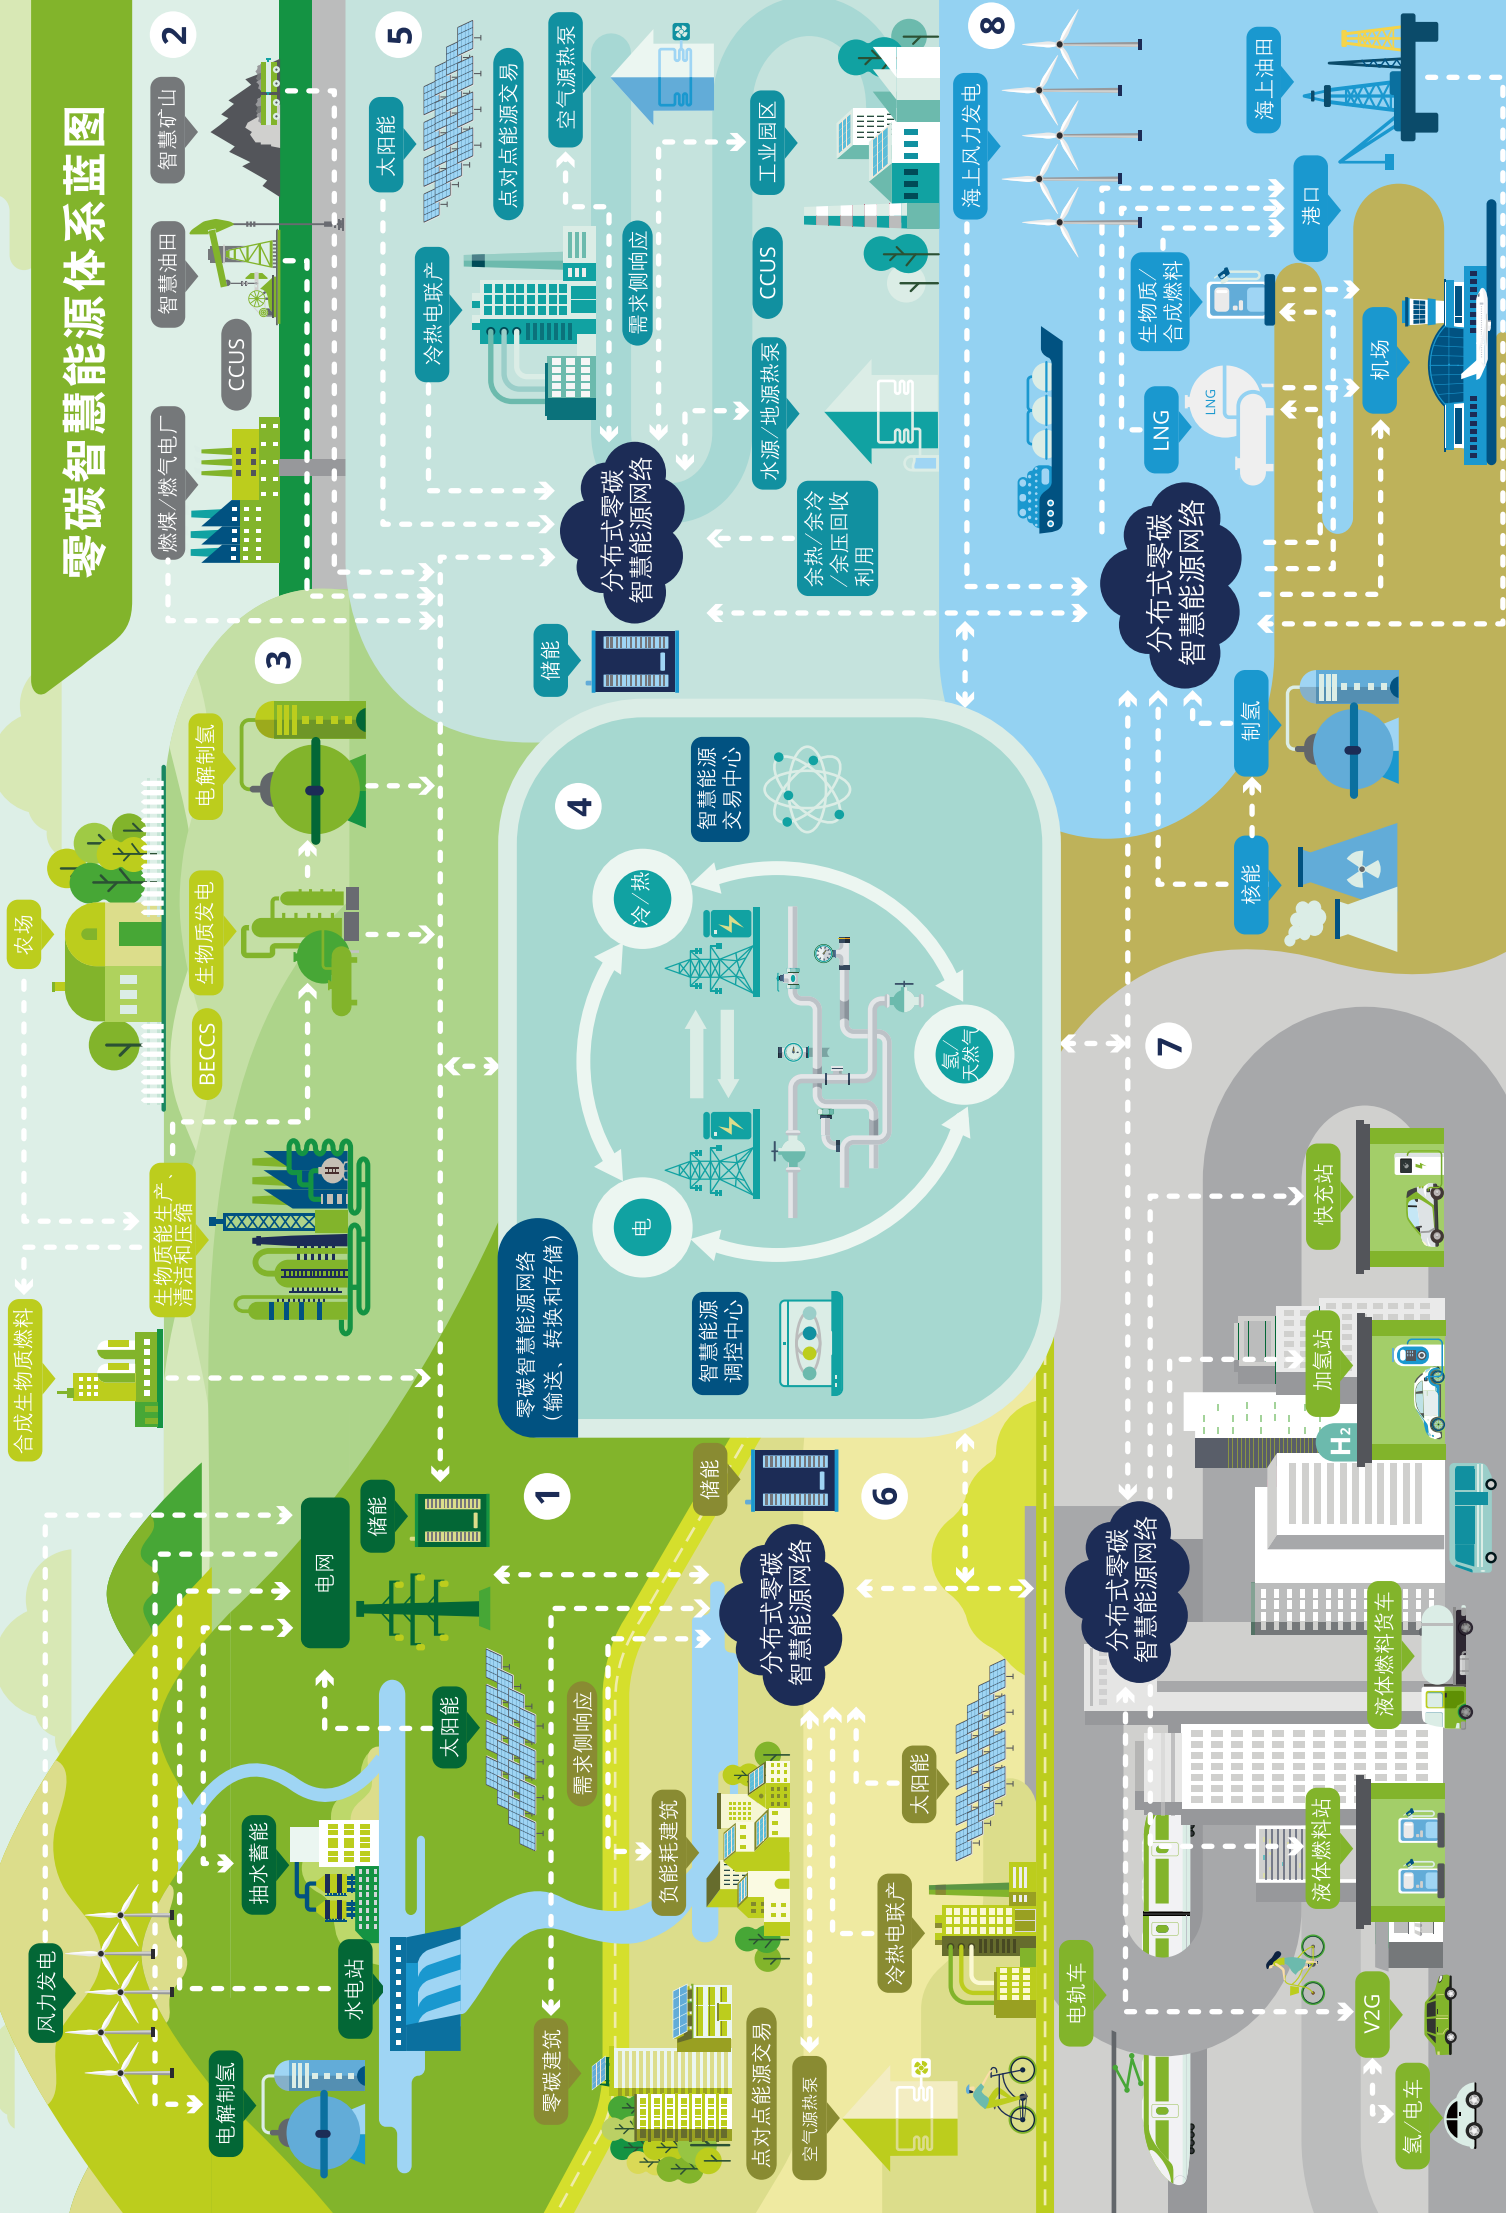 零碳智慧能源体系蓝图
风力发电
电解制氢
水电站
抽水蓄能
太阳能
电网
储能
1
合成生物质燃料
农场
生物质能生产、
清洁和压缩
BECCS
生物质发电
电解制氢
3
燃煤/燃气电厂
CCUS
智慧油田
智慧矿山
2
太阳能
5
冷热电联产
点对点能源交易
空气源热泵
需求侧响应
工业园区
CCUS
水源/地源热泵
余热/余冷
/余压回收
利用
分布式零碳
智慧能源网络
储能
零碳智慧能源网络
(输送、转换和存储)
4
电
冷/热
氢/
天然气
智慧能源
调控中心
智慧能源
交易中心
零碳建筑
需求侧响应
负能耗建筑
储能
6
分布式零碳
智慧能源网络
点对点能源交易
空气源热泵
冷热电联产
太阳能
电轨车
分布式零碳
智慧能源网络
7
氢/电车
V2G
液体燃料站
液体燃料货车
加氢站
H2
快充站
核能
制氢
分布式零碳
智慧能源网络
海上风力发电
8
LNG
LNG
生物质/
合成燃料
港口
机场
海上油田